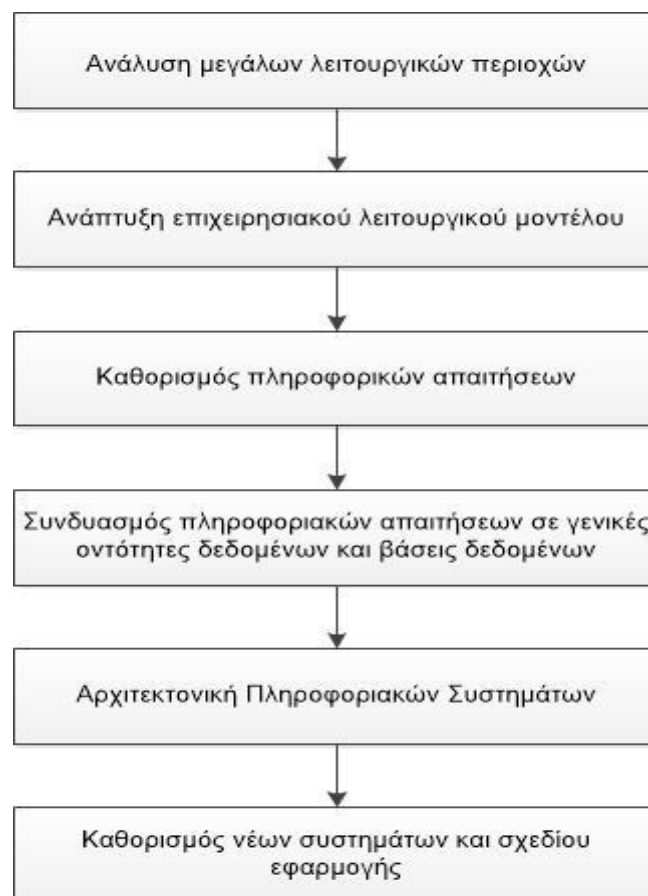 Ανάλυση μεγάλων λειτουργικών περιοχών
Ανάπτυξη επιχειρησιακού λειτουργικού μοντέλου
Καθορισμός πληροφορικών απαιτήσεων
Συνδυασμός πληροφοριακών απαιτήσεων σε γενικές
οντότητες δεδομένων και βάσεις δεδομένων
Αρχιτεκτονική Πληροφοριακών Συστημάτων
Καθορισμός νέων συστημάτων και σχεδίου
εφαρμογής